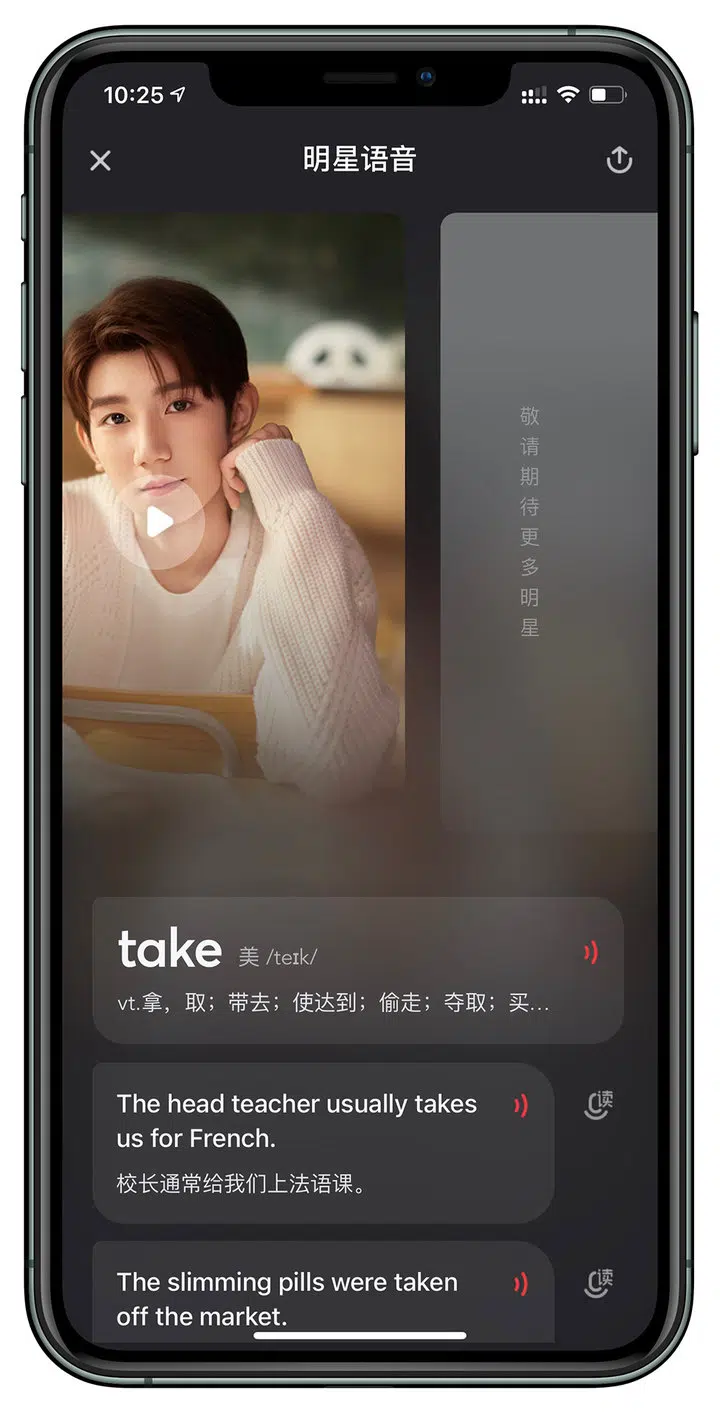 10:25
明星语音
敬请期待更多明星
take 美 /teɪk/
vt.拿，取；带去；使达到；偷走；夺取；买...
The head teacher usually takes
us for French.
读
校长通常给我们上法语课。
The slimming pills were taken
off the market.
读